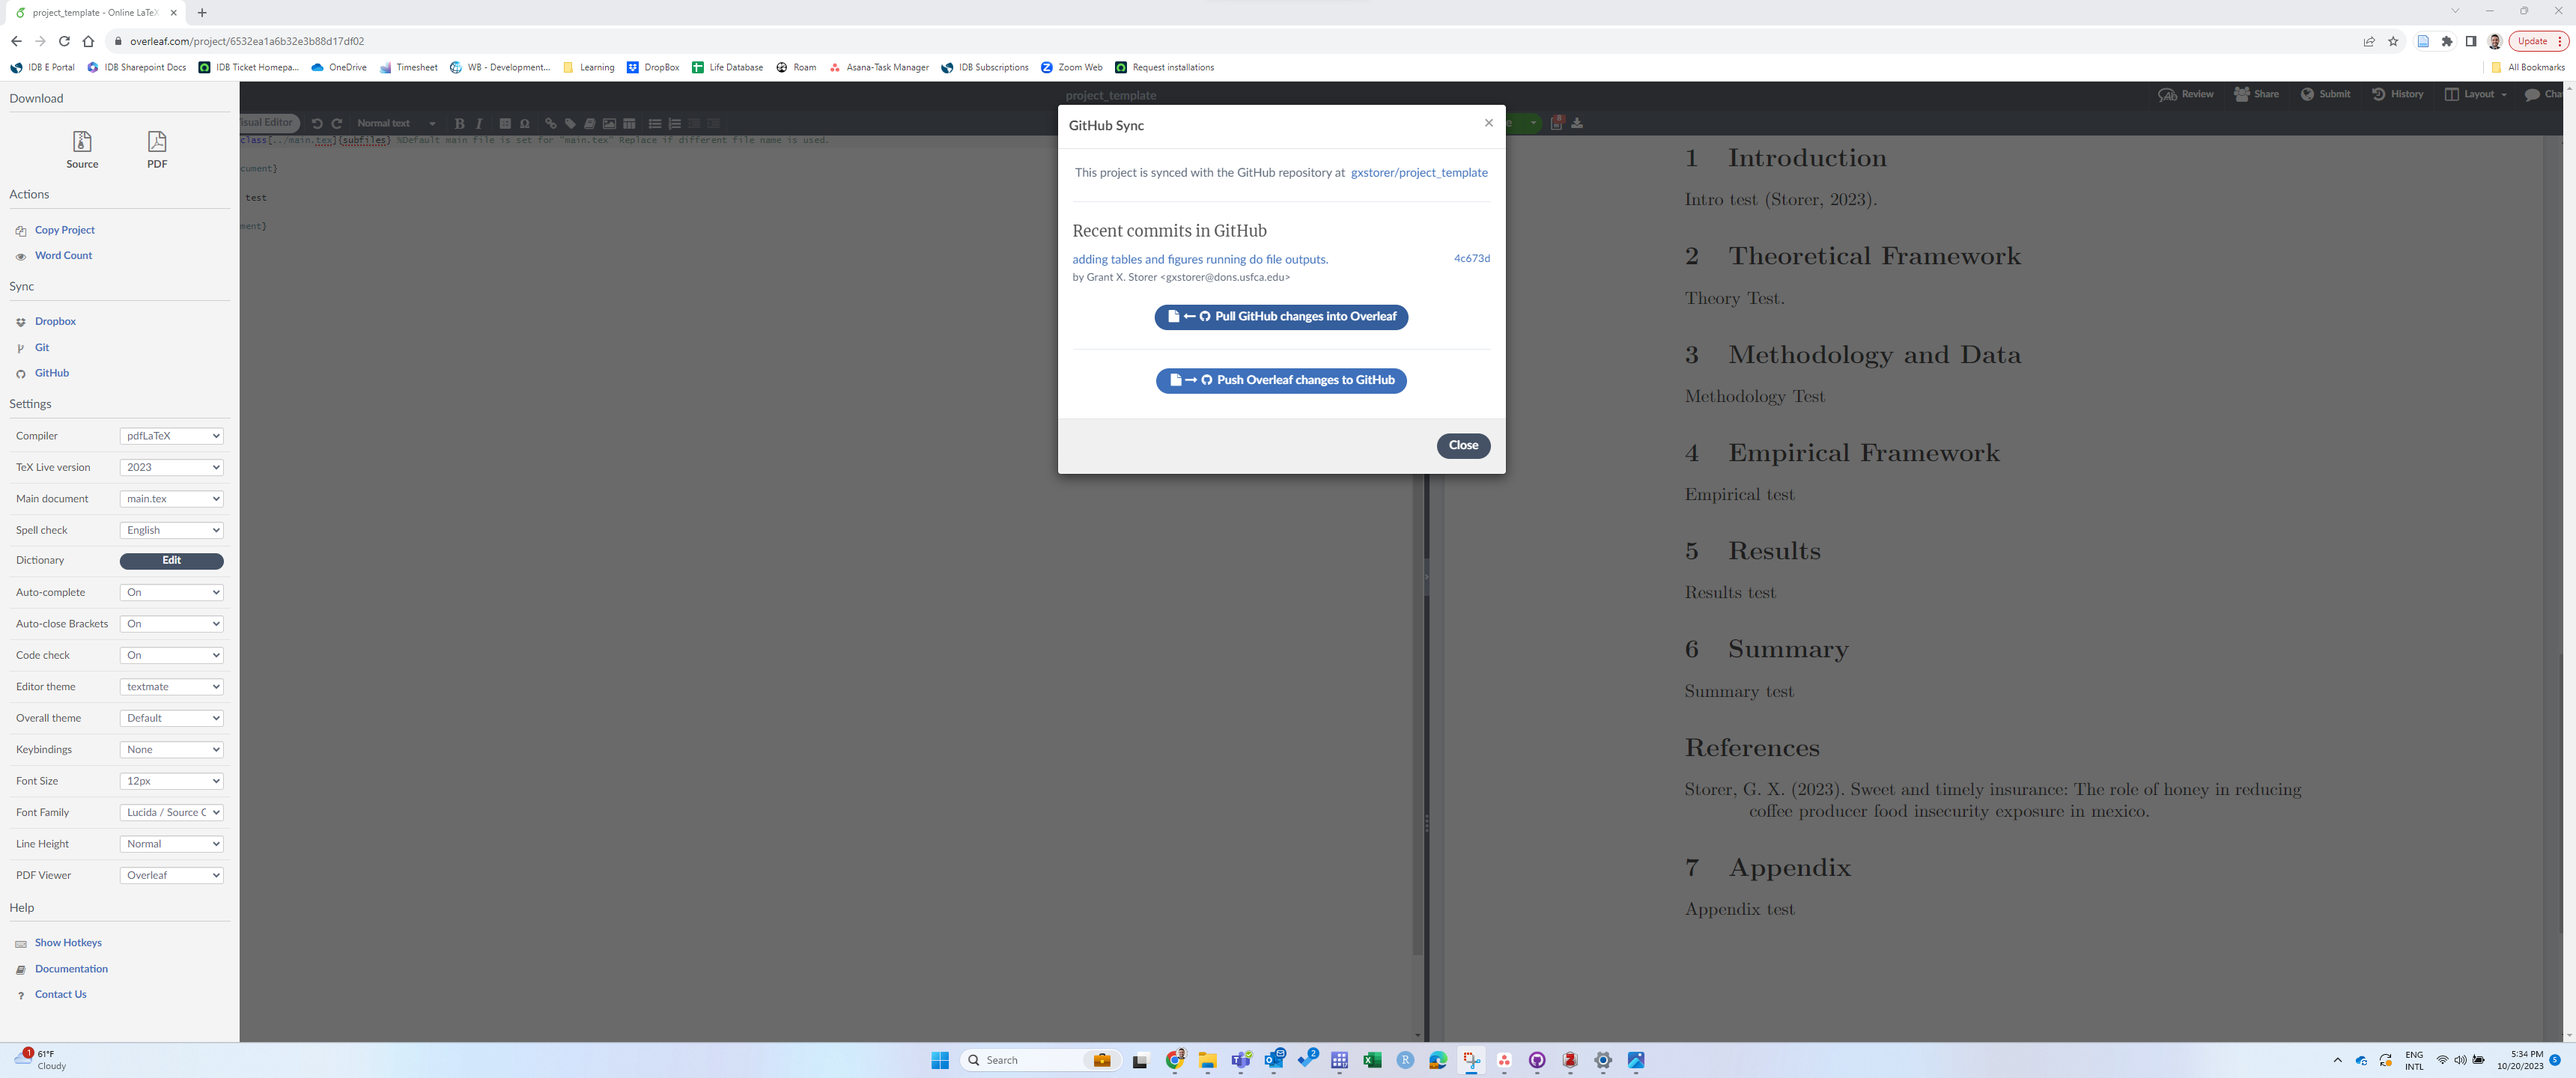 project_template - Online LaTeX
overleaf.com/project/6532ea1a6b32e3b88d17df02
Update
IDB E Portal
IDB Sharepoint Docs
IDB Ticket Homepa...
OneDrive
Timesheet
WB - Development...
Learning
DropBox
Life Database
Roam
Asana-Task Manager
IDB Subscriptions
Zoom Web
Request installations
All Bookmarks
Download
Source
PDF
Actions
Copy Project
Word Count
Sync
Dropbox
Git
GitHub
Settings
Compiler pdfLaTeX
TeX Live version 2023
Main document main.tex
Spell check English
Dictionary Edit
Auto-complete On
Auto-close Brackets On
Code check On
Editor theme textmate
Overall theme Default
Keybindings None
Font Size 12px
Font Family Lucida / Source C
Line Height Normal
PDF Viewer Overleaf
Help
Show Hotkeys
Documentation
? Contact Us
project_template
Review
Share
Submit
History
Layout
Cha
isual Editor
Normal text
B I Ω
class[../main.tex]{subfiles} %Default main file is set for "main.tex" Replace if different file name is used.
cument}
test
ment}
GitHub Sync
×
This project is synced with the GitHub repository at gxstorer/project_template
Recent commits in GitHub
adding tables and figures running do file outputs. 4c673d
by Grant X. Storer <gxstorer@dons.usfca.edu>
Pull GitHub changes into Overleaf
Push Overleaf changes to GitHub
Close
1 Introduction
Intro test (Storer, 2023).
2 Theoretical Framework
Theory Test.
3 Methodology and Data
Methodology Test
4 Empirical Framework
Empirical test
5 Results
Results test
6 Summary
Summary test
References
Storer, G. X. (2023). Sweet and timely insurance: The role of honey in reducing
coffee producer food insecurity exposure in mexico.
7 Appendix
Appendix test
1
61°F
Cloudy
Search
2
ENG
INTL
5:34 PM
10/20/2023
5